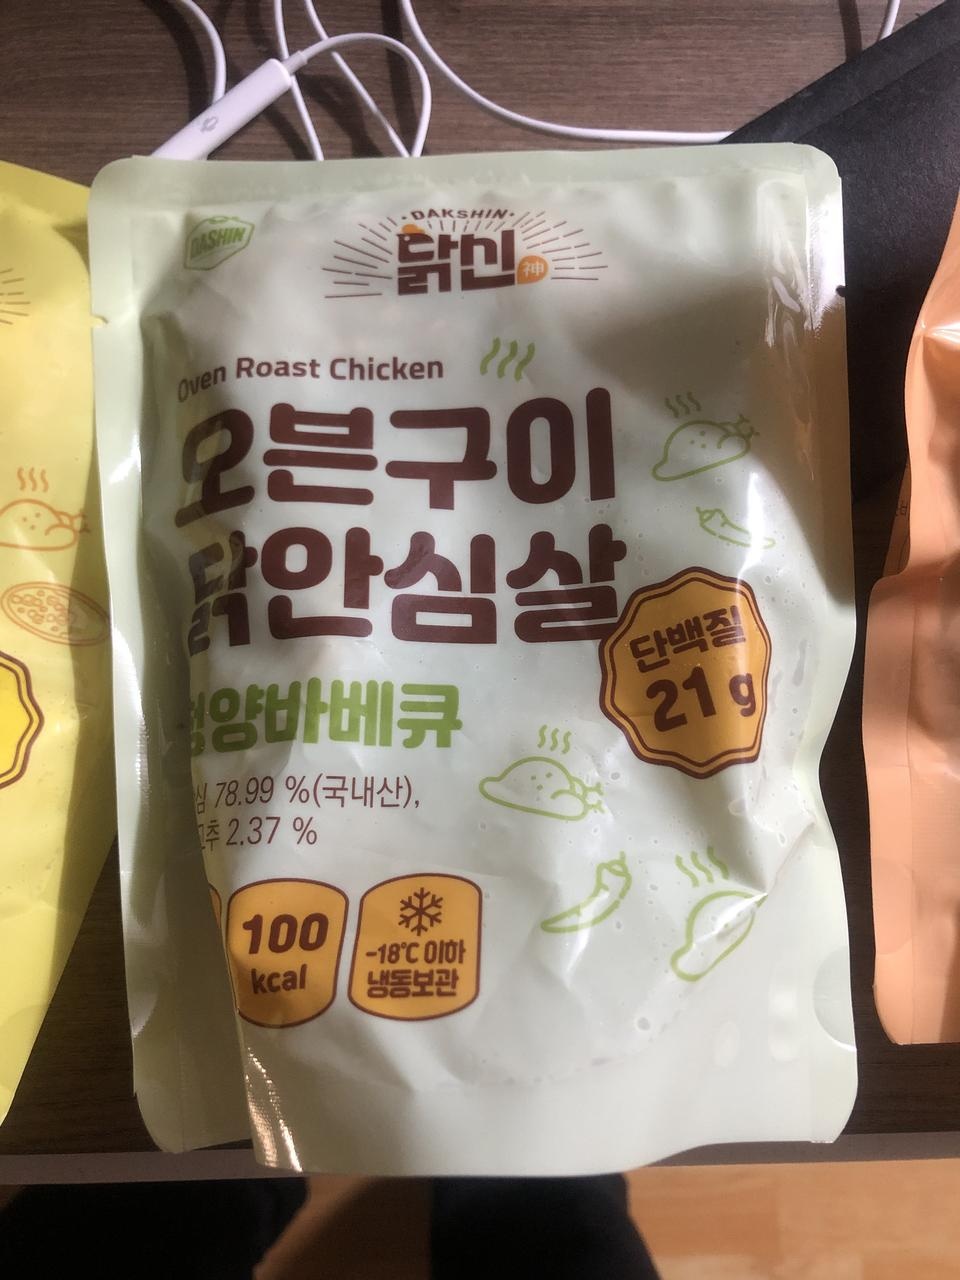 DASHIN
·DAKSHIN·
닭신
神
Oven Roast Chicken
오븐구이
닭안심살
청양바베큐
단백질
21 g
78.99 %(국내산),
2.37 %
100
kcal
-18℃ 이하
냉동보관